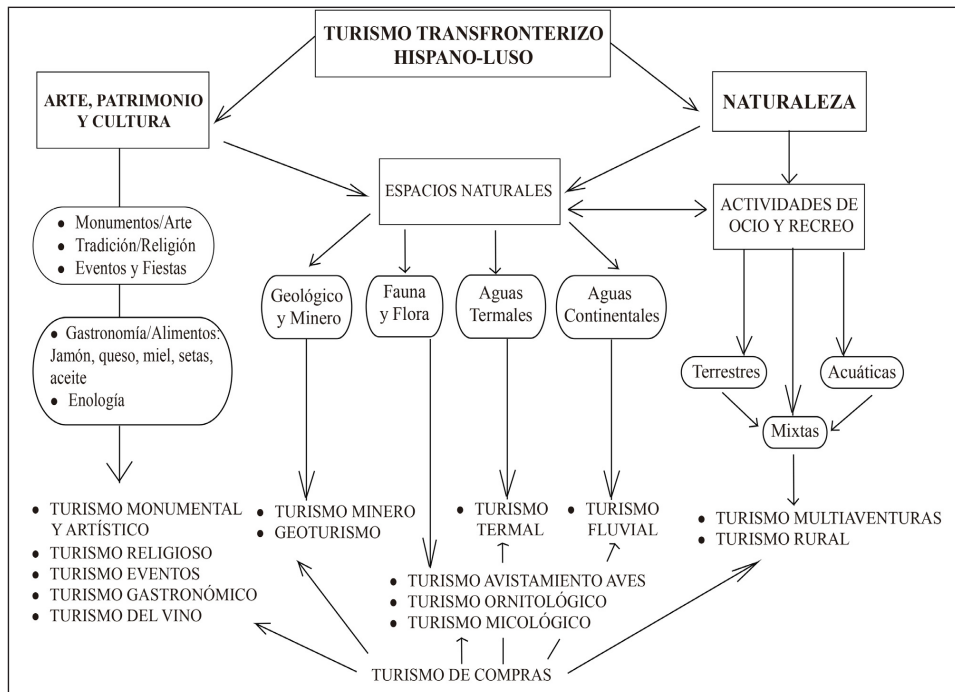 TURISMO TRANSFRONTERIZO
HISPANO-LUSO
ARTE, PATRIMONIO
Y CULTURA
NATURALEZA
ESPACIOS NATURALES
ACTIVIDADES DE
OCIO Y RECREO
● Monumentos/Arte
● Tradición/Religión
● Eventos y Fiestas
Geológico
y Minero
Fauna
y Flora
Aguas
Termales
Aguas
Continentales
● Gastronomía/Alimentos:
Jamón, queso, miel, setas,
aceite
● Enología
Terrestres
Acuáticas
Mixtas
● TURISMO MONUMENTAL
Y ARTÍSTICO
● TURISMO RELIGIOSO
● TURISMO EVENTOS
● TURISMO GASTRONÓMICO
● TURISMO DEL VINO
● TURISMO MINERO
● GEOTURISMO
● TURISMO
TERMAL
● TURISMO
FLUVIAL
● TURISMO MULTIAVENTURAS
● TURISMO RURAL
● TURISMO AVISTAMIENTO AVES
● TURISMO ORNITOLÓGICO
● TURISMO MICOLÓGICO
TURISMO DE COMPRAS